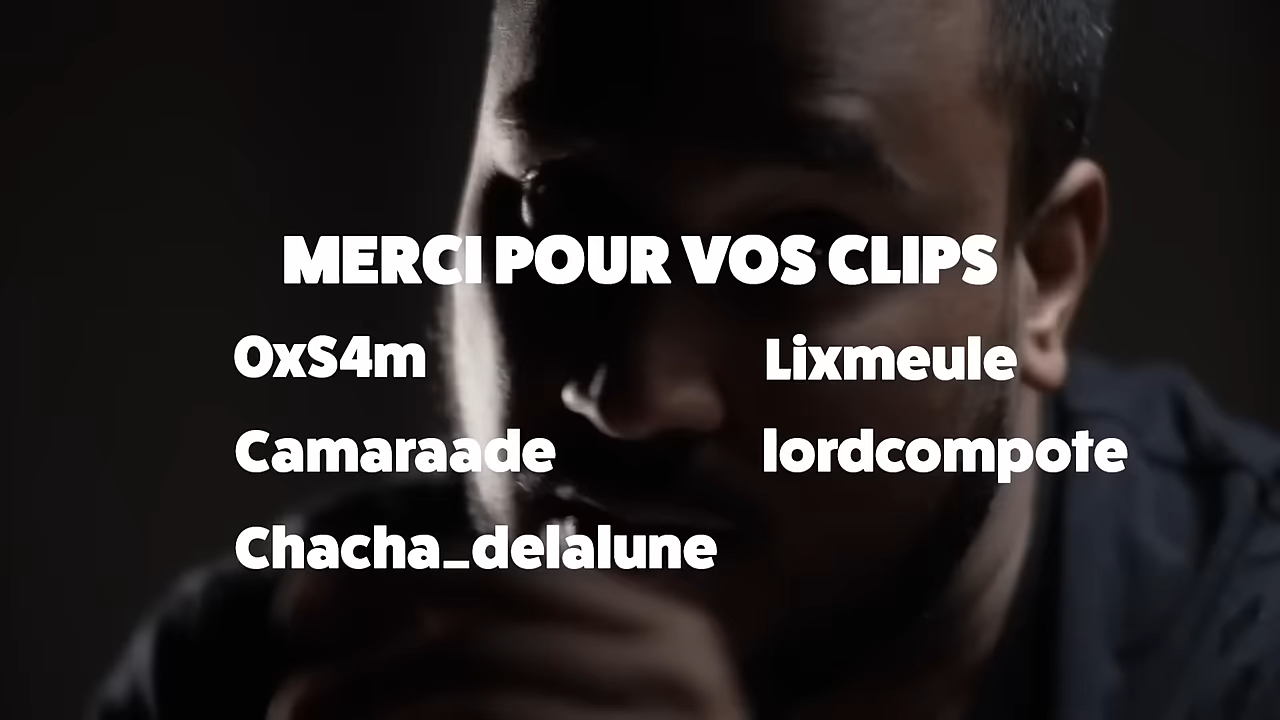 MERCI POUR VOS CLIPS
0xS4m
Lixmeule
Camaraade
lordcompote
Chacha_delalune